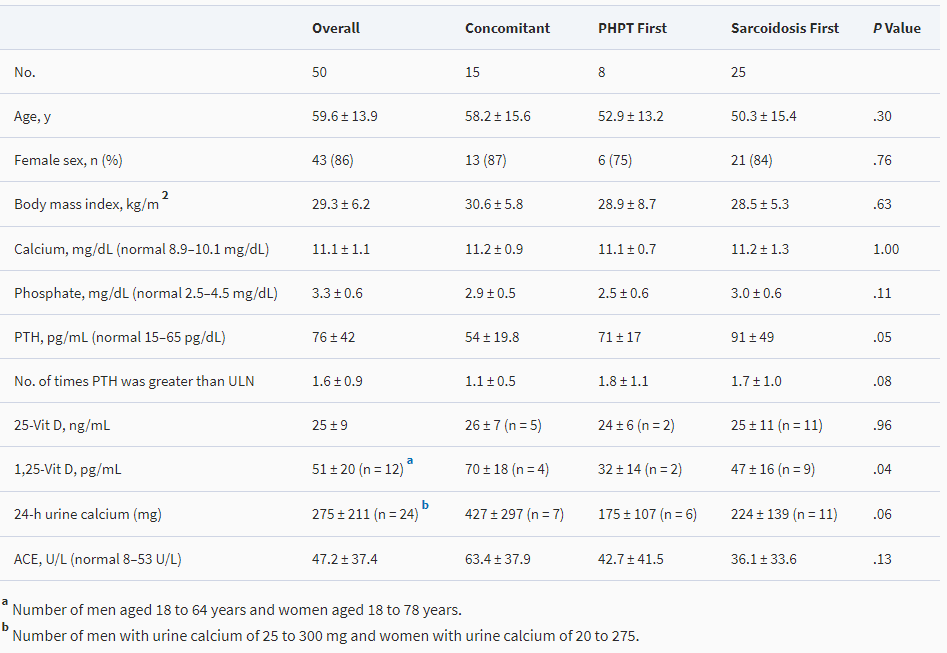 Overall Concomitant PHPT First Sarcoidosis First P Value
No. 50 15 8 25
Age, y 59.6 ± 13.9 58.2 ± 15.6 52.9 ± 13.2 50.3 ± 15.4 .30
Female sex, n (%) 43 (86) 13 (87) 6 (75) 21 (84) .76
Body mass index, kg/m2 29.3 ± 6.2 30.6 ± 5.8 28.9 ± 8.7 28.5 ± 5.3 .63
Calcium, mg/dL (normal 8.9–10.1 mg/dL) 11.1 ± 1.1 11.2 ± 0.9 11.1 ± 0.7 11.2 ± 1.3 1.00
Phosphate, mg/dL (normal 2.5–4.5 mg/dL) 3.3 ± 0.6 2.9 ± 0.5 2.5 ± 0.6 3.0 ± 0.6 .11
PTH, pg/mL (normal 15–65 pg/dL) 76 ± 42 54 ± 19.8 71 ± 17 91 ± 49 .05
No. of times PTH was greater than ULN 1.6 ± 0.9 1.1 ± 0.5 1.8 ± 1.1 1.7 ± 1.0 .08
25-Vit D, ng/mL 25 ± 9 26 ± 7 (n = 5) 24 ± 6 (n = 2) 25 ± 11 (n = 11) .96
1,25-Vit D, pg/mL 51 ± 20 (n = 12) a 70 ± 18 (n = 4) 32 ± 14 (n = 2) 47 ± 16 (n = 9) .04
24-h urine calcium (mg) 275 ± 211 (n = 24) b 427 ± 297 (n = 7) 175 ± 107 (n = 6) 224 ± 139 (n = 11) .06
ACE, U/L (normal 8–53 U/L) 47.2 ± 37.4 63.4 ± 37.9 42.7 ± 41.5 36.1 ± 33.6 .13
a Number of men aged 18 to 64 years and women aged 18 to 78 years.
b Number of men with urine calcium of 25 to 300 mg and women with urine calcium of 20 to 275.